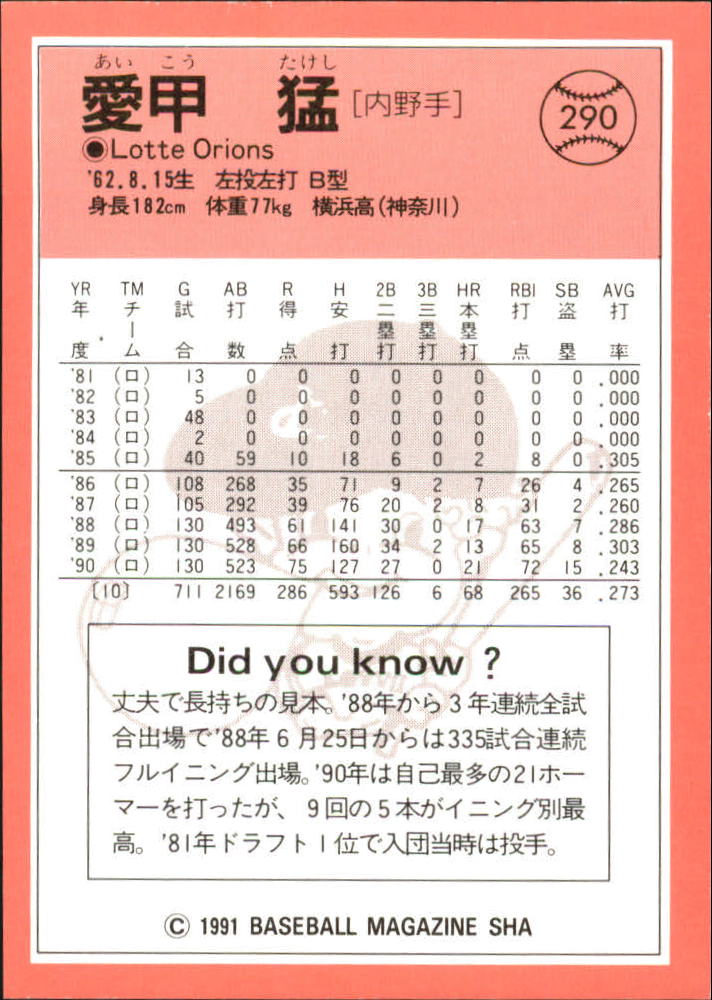 あい こう たけし
愛甲 猛 [内野手]
290
●Lotte Orions
'62.8.15生 左投左打 B型
身長182cm 体重77kg 横浜高(神奈川)
YR TM G AB R H 2B 3B HR RBI SB AVG
年度 チーム 試合 打数 得点 安打 二塁打 三塁打 本塁打 打点 盗塁 打率
'81 (ロ) 13 0 0 0 0 0 0 0 0 .000
'82 (ロ) 5 0 0 0 0 0 0 0 0 .000
'83 (ロ) 48 0 0 0 0 0 0 0 0 .000
'84 (ロ) 2 0 0 0 0 0 0 0 0 .000
'85 (ロ) 40 59 10 18 6 0 2 8 0 .305
'86 (ロ) 108 268 35 71 9 2 7 26 4 .265
'87 (ロ) 105 292 39 76 20 2 8 31 2 .260
'88 (ロ) 130 493 61 141 30 0 17 63 7 .286
'89 (ロ) 130 528 66 160 34 2 13 65 8 .303
'90 (ロ) 130 523 75 127 27 0 21 72 15 .243
〔10〕 711 2169 286 593 126 6 68 265 36 .273
Did you know ?
丈夫で長持ちの見本。'88年から3年連続全試
合出場で'88年6月25日からは335試合連続
フルイニング出場。'90年は自己最多の21ホー
マーを打ったが、9回の5本がイニング別最
高。'81年ドラフト1位で入団当時は投手。
© 1991 BASEBALL MAGAZINE SHA